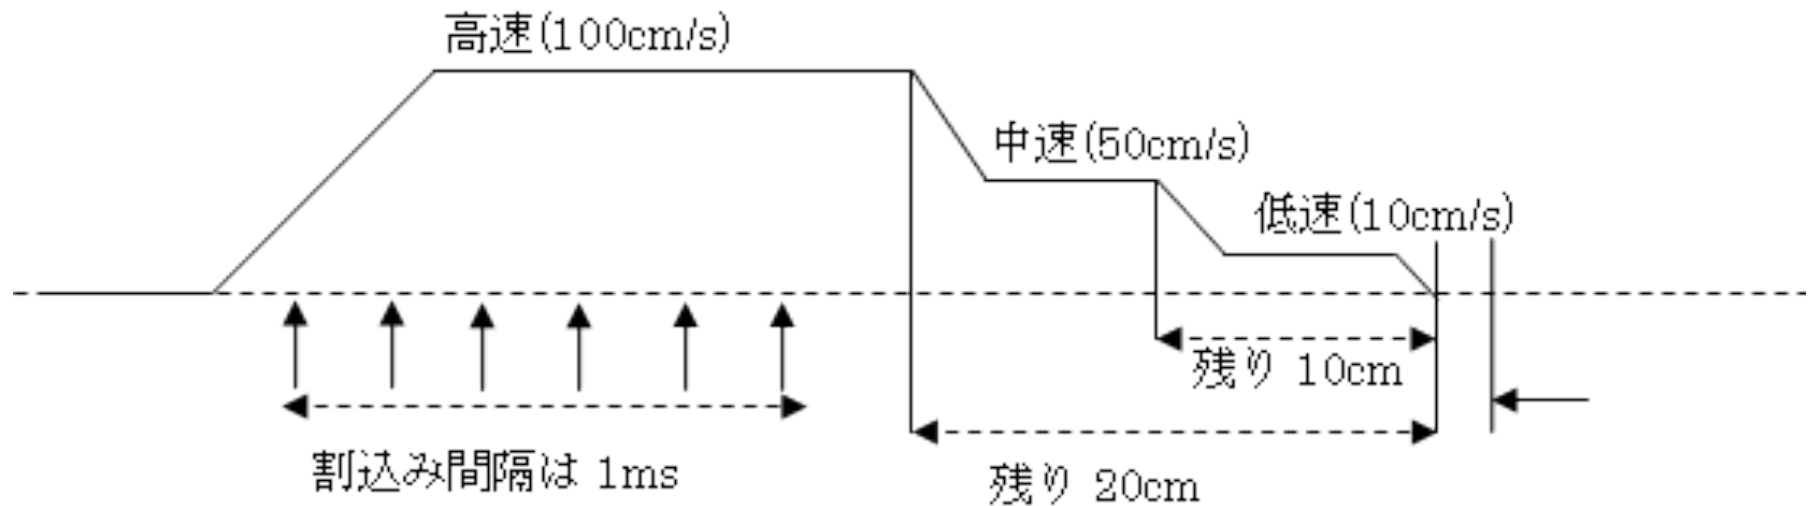 高速(100cm/s)
中速(50cm/s)
低速(10cm/s)
残り 10cm
割込み間隔は 1ms
残り 20cm